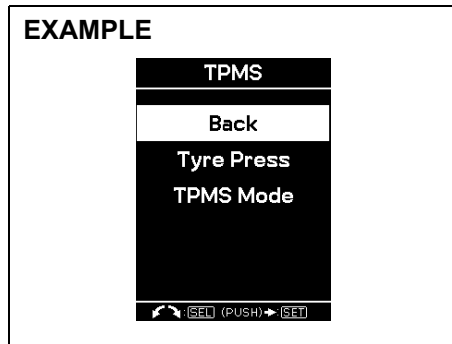 EXAMPLE
TPMS
Back
Tyre Press
TPMS Mode
:SEL (PUSH)➔:SET